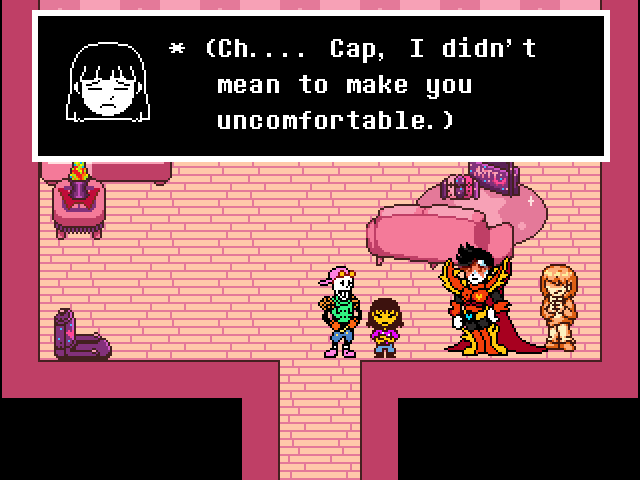 * (Ch.... Cap, I didn't
mean to make you
uncomfortable.)